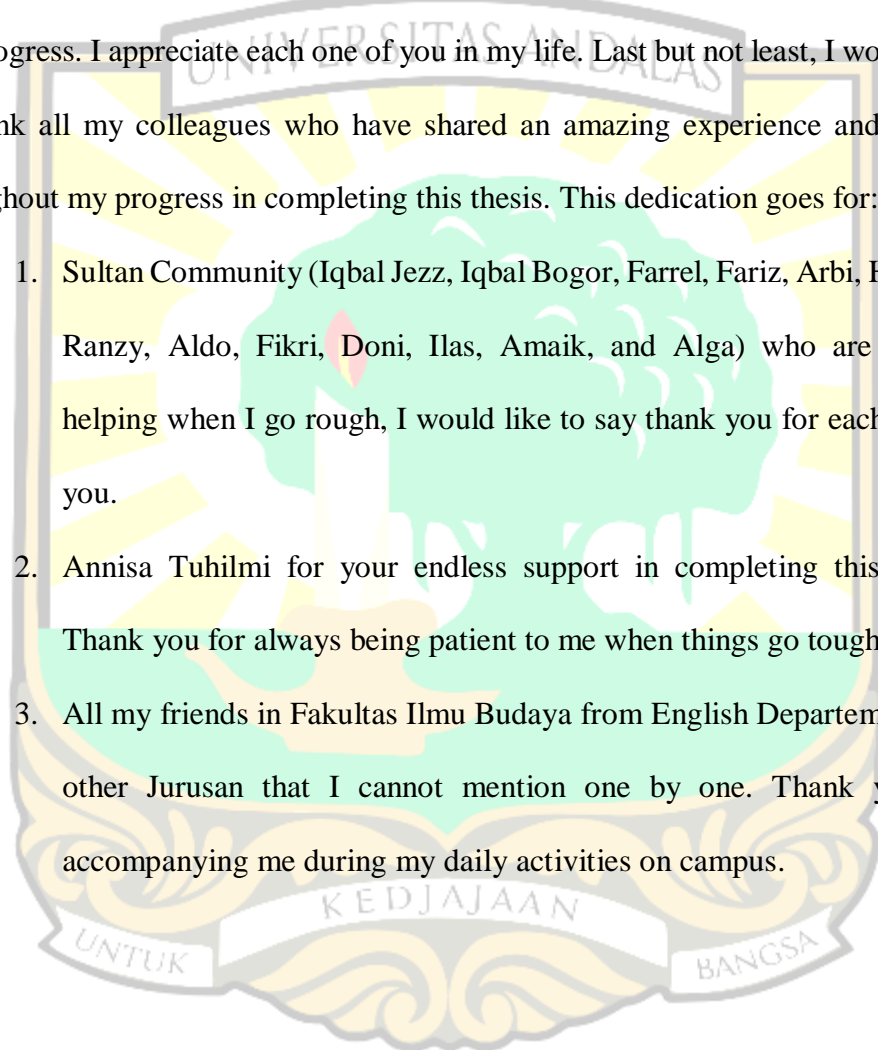 UNIVERSITAS ANDALAS
ogress. I appreciate each one of you in my life. Last but not least, I wo
nk all my colleagues who have shared an amazing experience and
ghout my progress in completing this thesis. This dedication goes for:
1. Sultan Community (Iqbal Jezz, Iqbal Bogor, Farrel, Fariz, Arbi,
Ranzy, Aldo, Fikri, Doni, Ilas, Amaik, and Alga) who are
helping when I go rough, I would like to say thank you for each
you.
2. Annisa Tuhilmi for your endless support in completing this
Thank you for always being patient to me when things go tough
3. All my friends in Fakultas Ilmu Budaya from English Departem
other Jurusan that I cannot mention one by one. Thank y
accompanying me during my daily activities on campus.
UNTUK KEDJAJAAN BANGSA